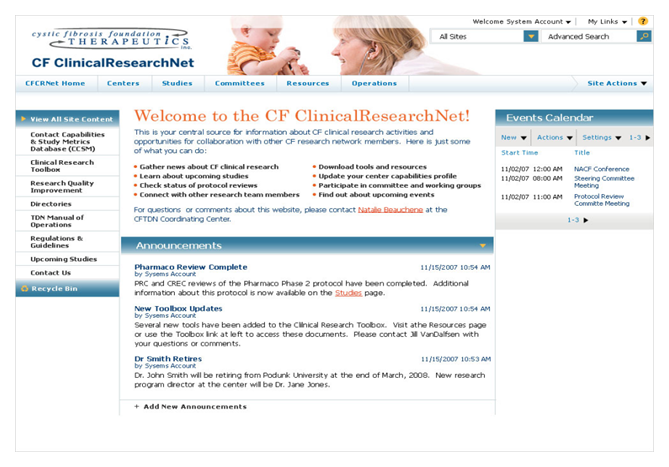 Welcome System Account My Links ?
cystic fibrosis foundation
THERAPEUTICS
Inc.
CF ClinicalResearchNet
All Sites Advanced Search
CFCRNet Home Centers Studies Committees Resources Operations Site Actions
View All Site Content
Contact Capabilities
& Study Metrics
Database (CCSM)
Clinical Research
Toolbox
Research Quality
Improvement
Directories
TDN Manual of
Operations
Regulations &
Guidelines
Upcoming Studies
Contact Us
Recycle Bin
Welcome to the CF ClinicalResearchNet!
This is your central source for information about CF clinical research activities and
opportunities for collaboration with other CF research network members. Here is just some
of what you can do:
• Gather news about CF clinical research
• Learn about upcoming studies
• Check status of protocol reviews
• Connect with other research team members
• Download tools and resources
• Update your center capabilities profile
• Participate in committee and working groups
• Find out about upcoming events
For questions or comments about this website, please contact Natalie Beauchene at the
CFTDN Coordinating Center.
Announcements
Pharmaco Review Complete 11/15/2007 10:54 AM
by Sysems Account
PRC and CREC reviews of the Pharmaco Phase 2 protocol have been completed. Additional
information about this protocol is now available on the Studies page.
New Toolbox Updates 11/15/2007 10:54 AM
by Sysems Account
Several new tools have been added to the Clilnical Research Toolbox. Visit athe Resources page
or use the Toolbox link at left to access these documents. Please contact Jill VanDalfsen with
your questions or comments.
Dr Smith Retires 11/15/2007 10:53 AM
by Sysems Account
Dr. John Smith will be retiring from Podunk University at the end of March, 2008. New research
program director at the center will be Dr. Jane Jones.
+ Add New Announcements
Events Calendar
New Actions Settings 1-3
Start Time Title
11/02/07 12:00 AM NACF Conference
11/02/07 08:00 AM Steering Committee
Meeting
11/02/07 11:00 AM Protocol Review
Committe Meeting
1-3